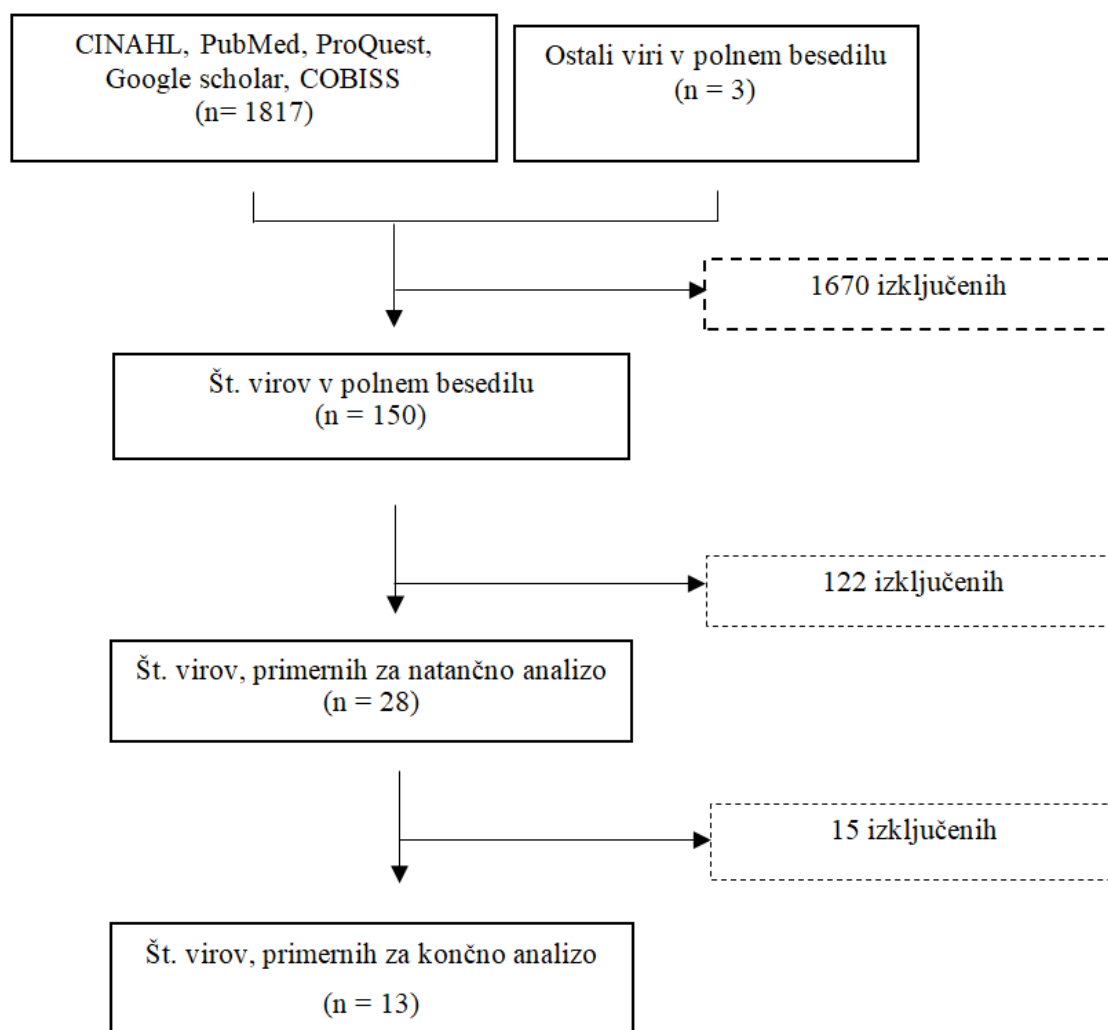 CINAHL, PubMed, ProQuest,
Google scholar, COBISS
(n= 1817)
Ostali viri v polnem besedilu
(n = 3)
1670 izključenih
Št. virov v polnem besedilu
(n = 150)
122 izključenih
Št. virov, primernih za natančno analizo
(n = 28)
15 izključenih
Št. virov, primernih za končno analizo
(n = 13)